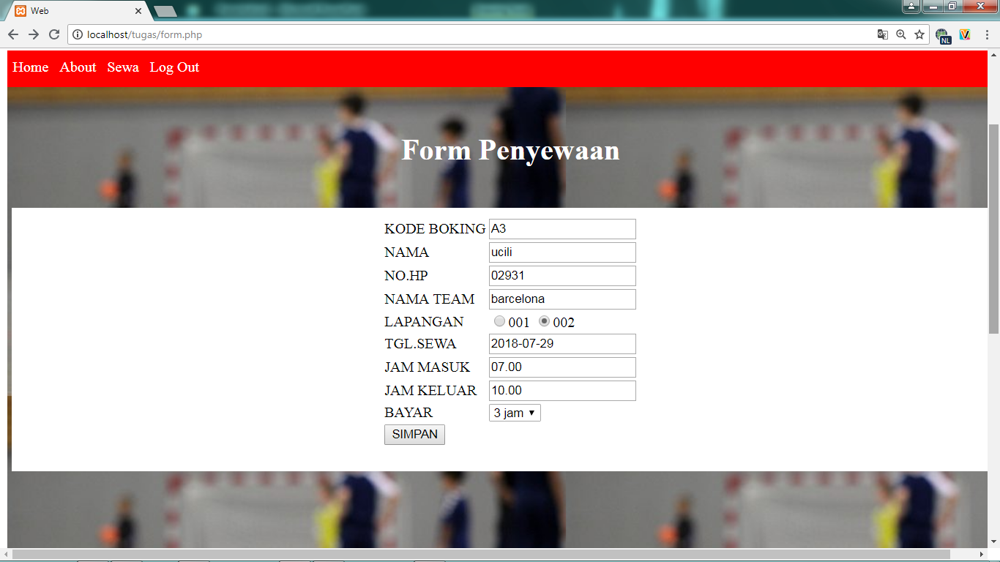 Web
localhost/tugas/form.php
NL
Home About Sewa Log Out
Form Penyewaan
KODE BOKING A3
NAMA ucili
NO.HP 02931
NAMA TEAM barcelona
LAPANGAN 001 002
TGL.SEWA 2018-07-29
JAM MASUK 07.00
JAM KELUAR 10.00
BAYAR 3 jam
SIMPAN